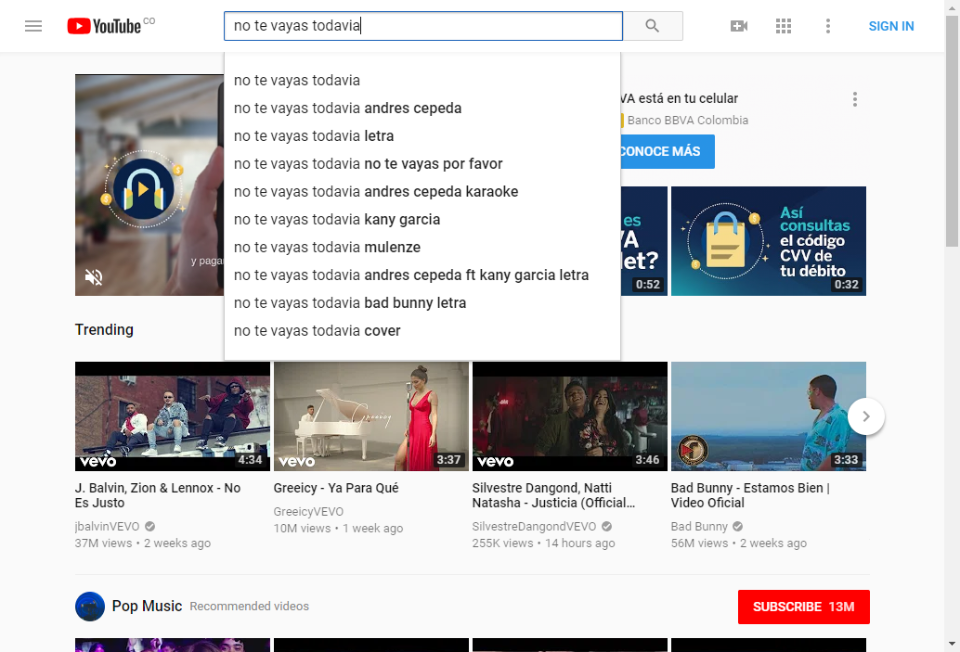 YouTube CO
no te vayas todavia
SIGN IN
no te vayas todavia
no te vayas todavia andres cepeda
no te vayas todavia letra
no te vayas todavia no te vayas por favor
no te vayas todavia andres cepeda karaoke
no te vayas todavia kany garcia
no te vayas todavia mulenze
no te vayas todavia andres cepeda ft kany garcia letra
no te vayas todavia bad bunny letra
no te vayas todavia cover
y pagar
VA está en tu celular
Banco BBVA Colombia
CONOCE MÁS
es
VA
let?
0:52
Así
consultas
el código
CVV de
tu débito
0:32
Trending
vevo
4:34
vevo
Greeicy
3:37
vevo
3:46
3:33
J. Balvin, Zion & Lennox - No
Es Justo
jbalvinVEVO
37M views • 2 weeks ago
Greeicy - Ya Para Qué
GreeicyVEVO
10M views • 1 week ago
Silvestre Dangond, Natti
Natasha - Justicia (Official...
SilvestreDangondVEVO
255K views • 14 hours ago
Bad Bunny - Estamos Bien |
Video Oficial
Bad Bunny
56M views • 2 weeks ago
Pop Music Recommended videos
SUBSCRIBE 13M